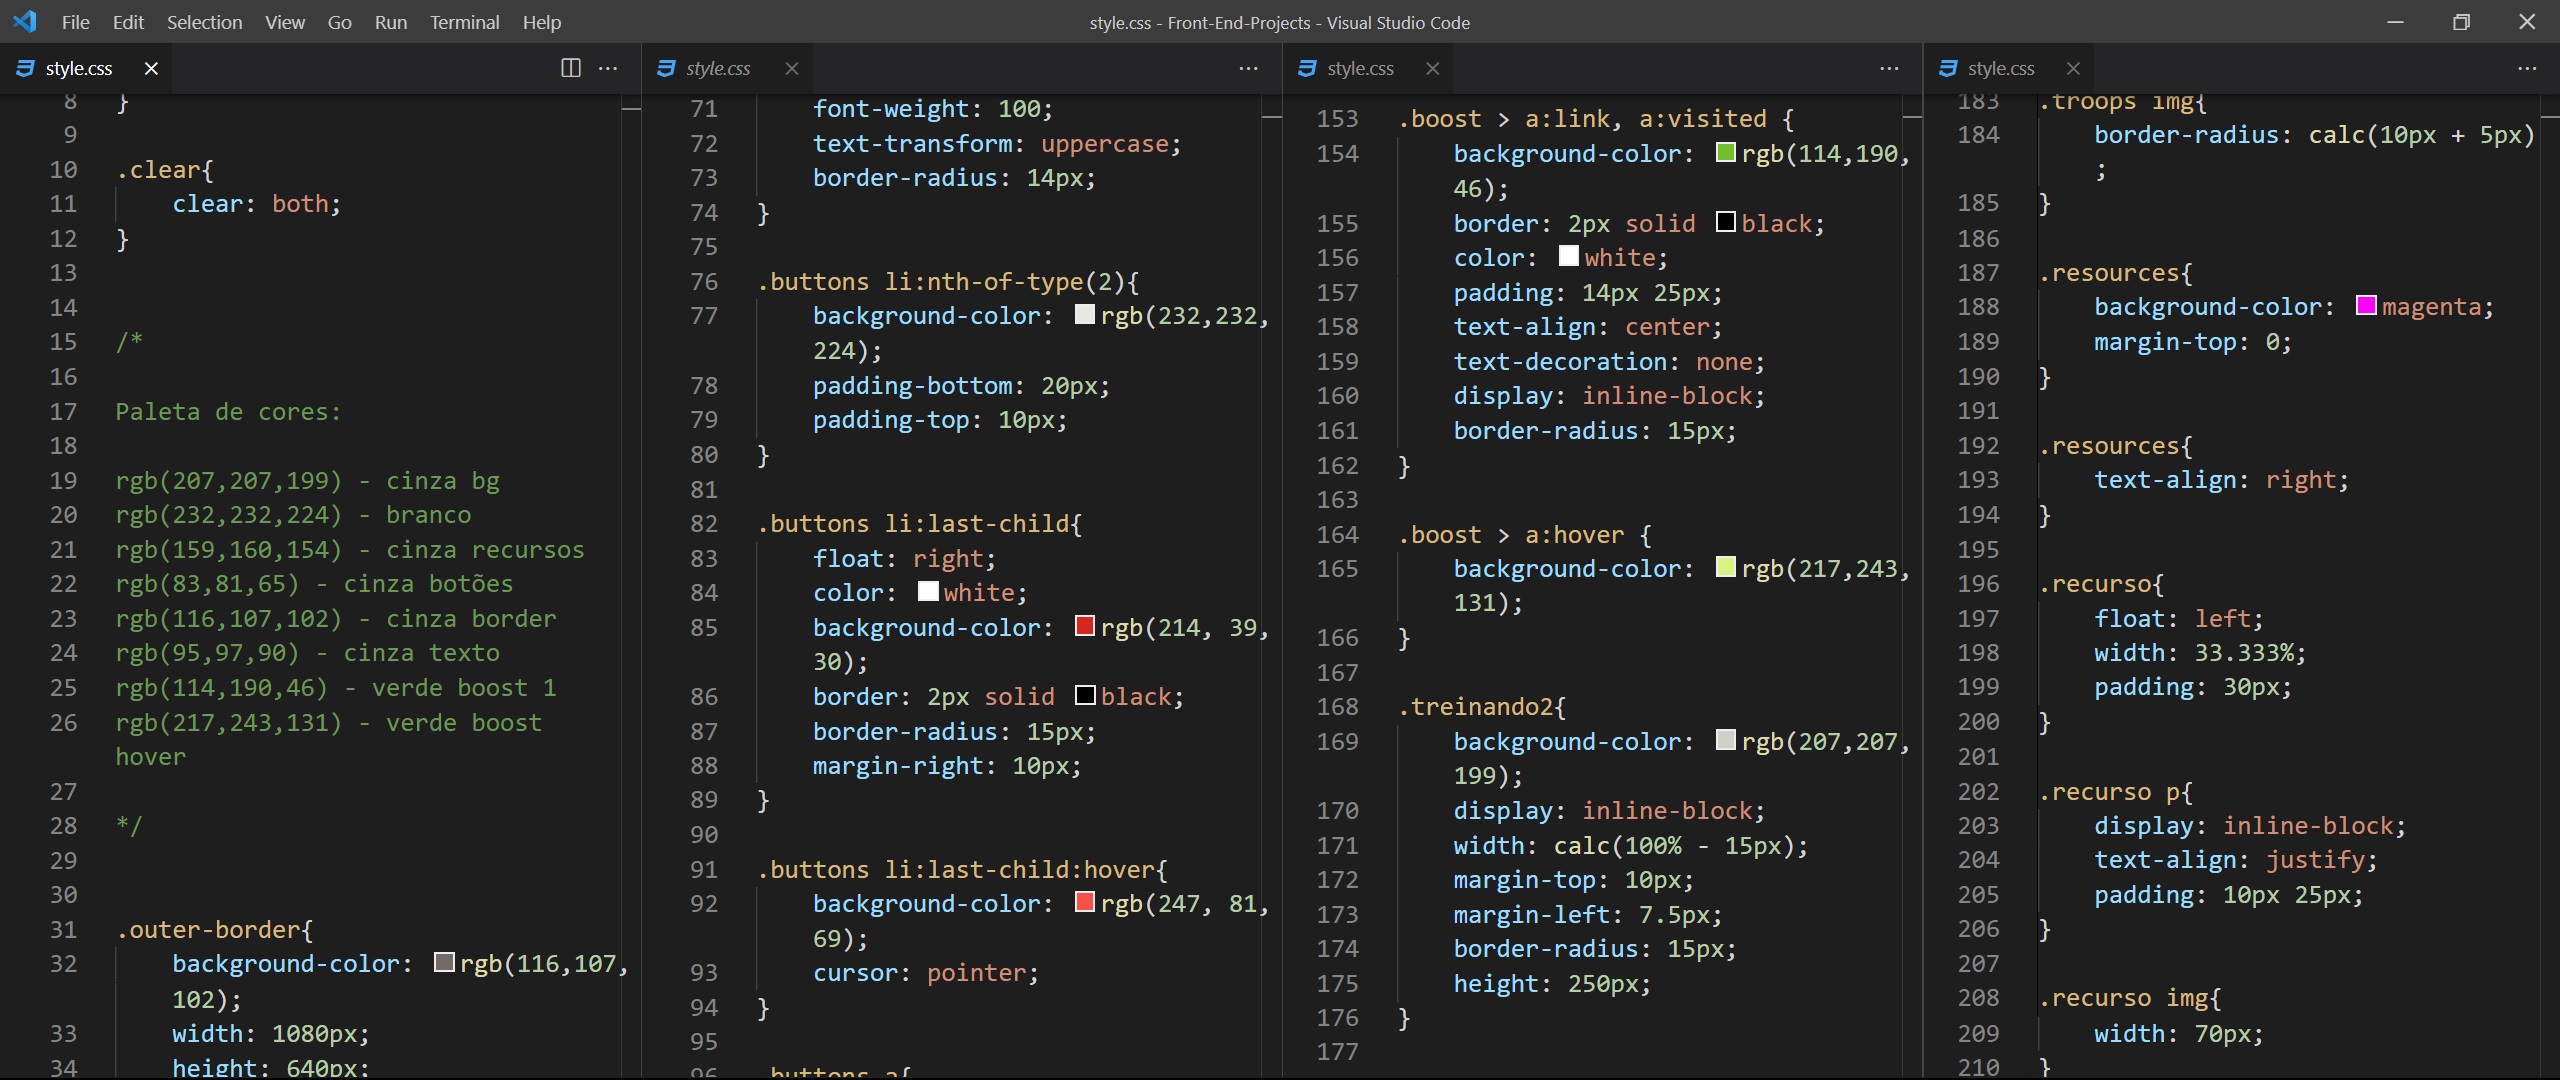 File Edit Selection View Go Run Terminal Help
style.css - Front-End-Projects - Visual Studio Code
style.css
8 }
9
10 .clear{
11 clear: both;
12 }
13
14
15 /*
16
17 Paleta de cores:
18
19 rgb(207,207,199) - cinza bg
20 rgb(232,232,224) - branco
21 rgb(159,160,154) - cinza recursos
22 rgb(83,81,65) - cinza botões
23 rgb(116,107,102) - cinza border
24 rgb(95,97,90) - cinza texto
25 rgb(114,190,46) - verde boost 1
26 rgb(217,243,131) - verde boost
hover
27
28 */
29
30
31 .outer-border{
32 background-color: rgb(116,107,
102);
33 width: 1080px;
34 height: 640px;
style.css
71 font-weight: 100;
72 text-transform: uppercase;
73 border-radius: 14px;
74 }
75
76 .buttons li:nth-of-type(2){
77 background-color: rgb(232,232,
224);
78 padding-bottom: 20px;
79 padding-top: 10px;
80 }
81
82 .buttons li:last-child{
83 float: right;
84 color: white;
85 background-color: rgb(214, 39,
30);
86 border: 2px solid black;
87 border-radius: 15px;
88 margin-right: 10px;
89 }
90
91 .buttons li:last-child:hover{
92 background-color: rgb(247, 81,
69);
93 cursor: pointer;
94 }
95
96 .buttons a{
style.css
153 .boost > a:link, a:visited {
154 background-color: rgb(114,190,
46);
155 border: 2px solid black;
156 color: white;
157 padding: 14px 25px;
158 text-align: center;
159 text-decoration: none;
160 display: inline-block;
161 border-radius: 15px;
162 }
163
164 .boost > a:hover {
165 background-color: rgb(217,243,
131);
166 }
167
168 .treinando2{
169 background-color: rgb(207,207,
199);
170 display: inline-block;
171 width: calc(100% - 15px);
172 margin-top: 10px;
173 margin-left: 7.5px;
174 border-radius: 15px;
175 height: 250px;
176 }
177
style.css
183 .troops img{
184 border-radius: calc(10px + 5px)
;
185 }
186
187 .resources{
188 background-color: magenta;
189 margin-top: 0;
190 }
191
192 .resources{
193 text-align: right;
194 }
195
196 .recurso{
197 float: left;
198 width: 33.333%;
199 padding: 30px;
200 }
201
202 .recurso p{
203 display: inline-block;
204 text-align: justify;
205 padding: 10px 25px;
206 }
207
208 .recurso img{
209 width: 70px;
210 }